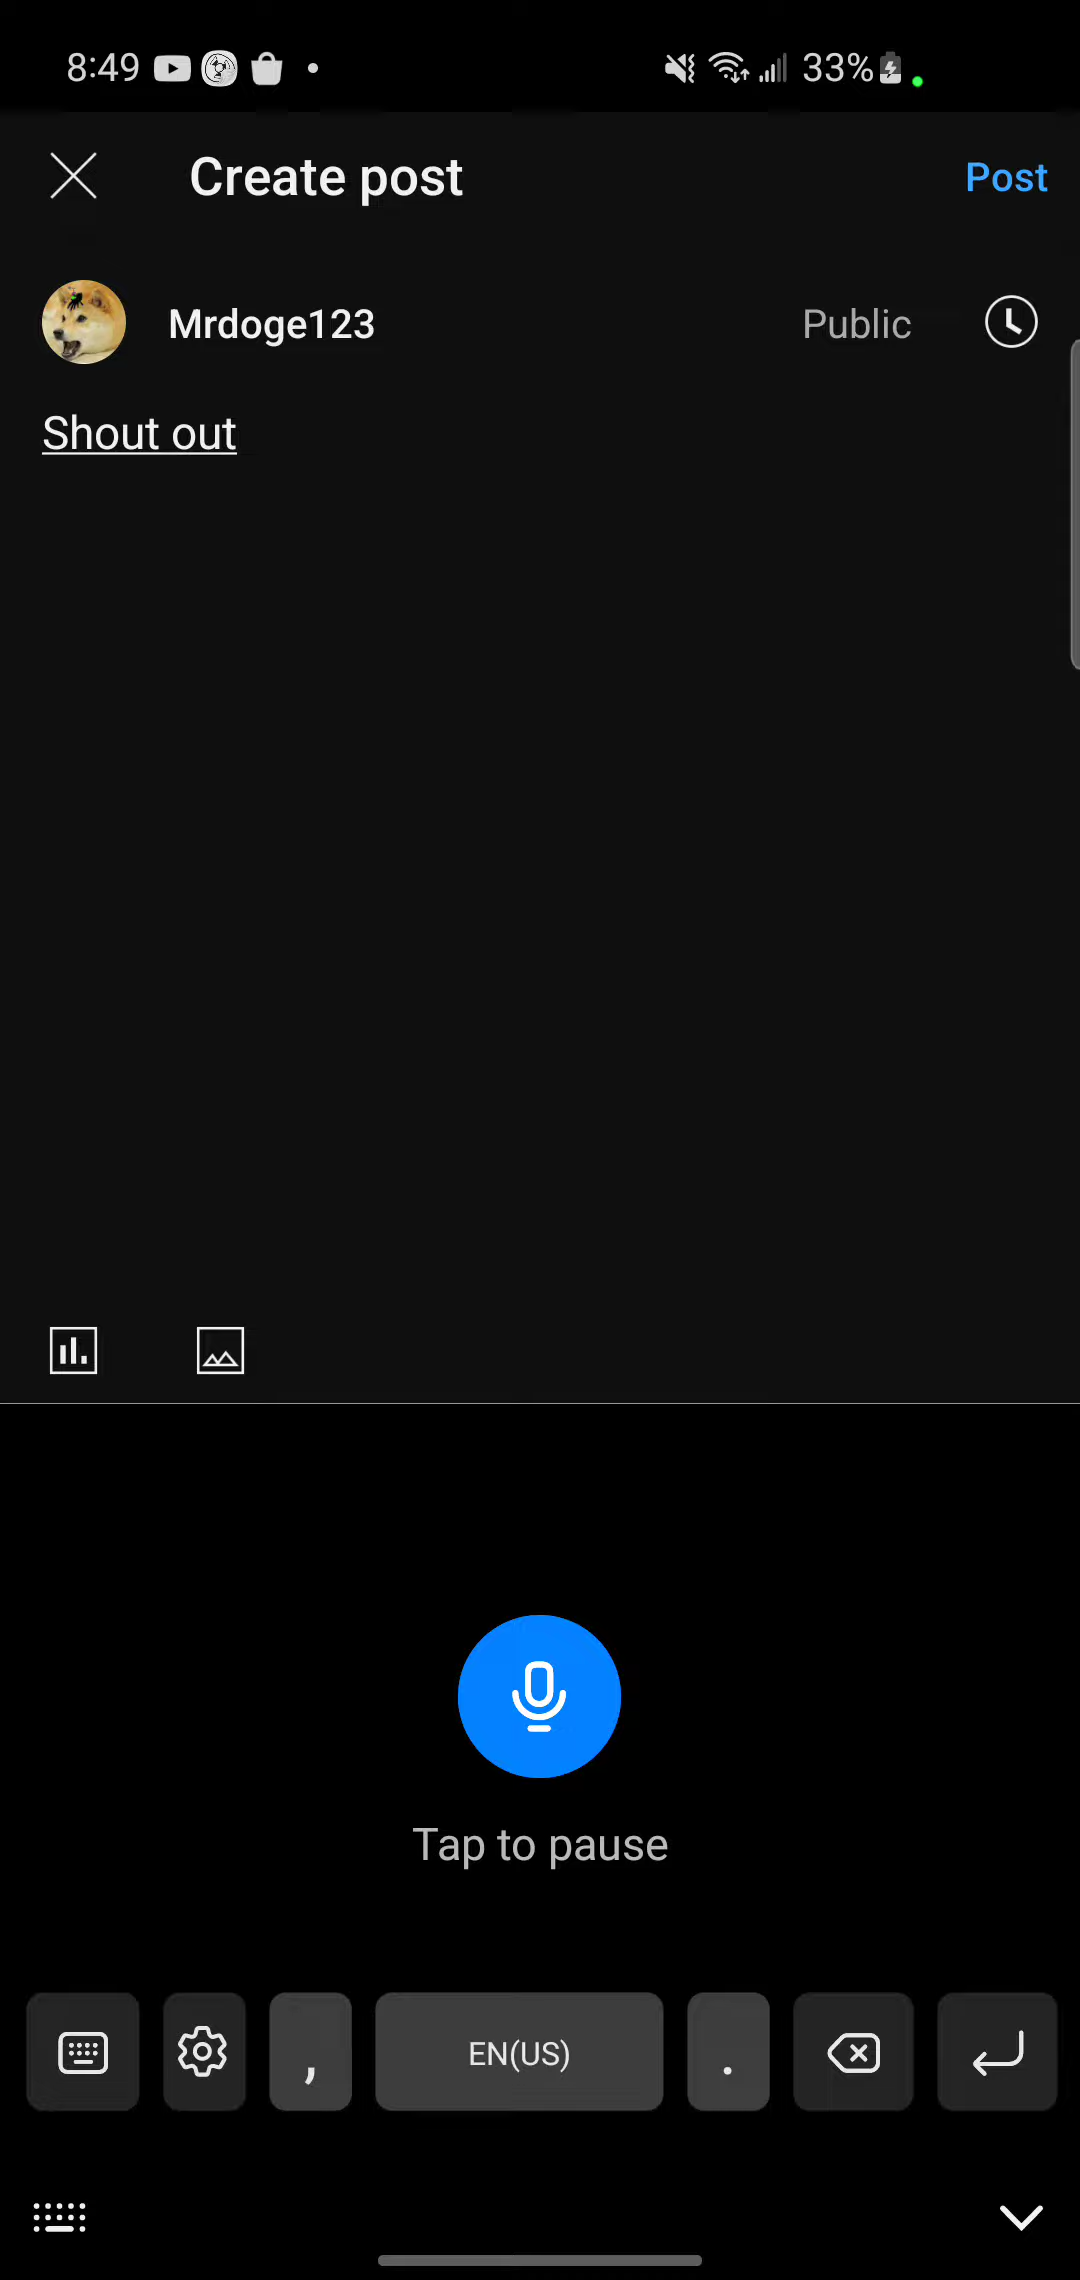 8:49
33%
Create post
Post
Mrdoge123
Public
Shout out
Tap to pause
,
EN(US)
.